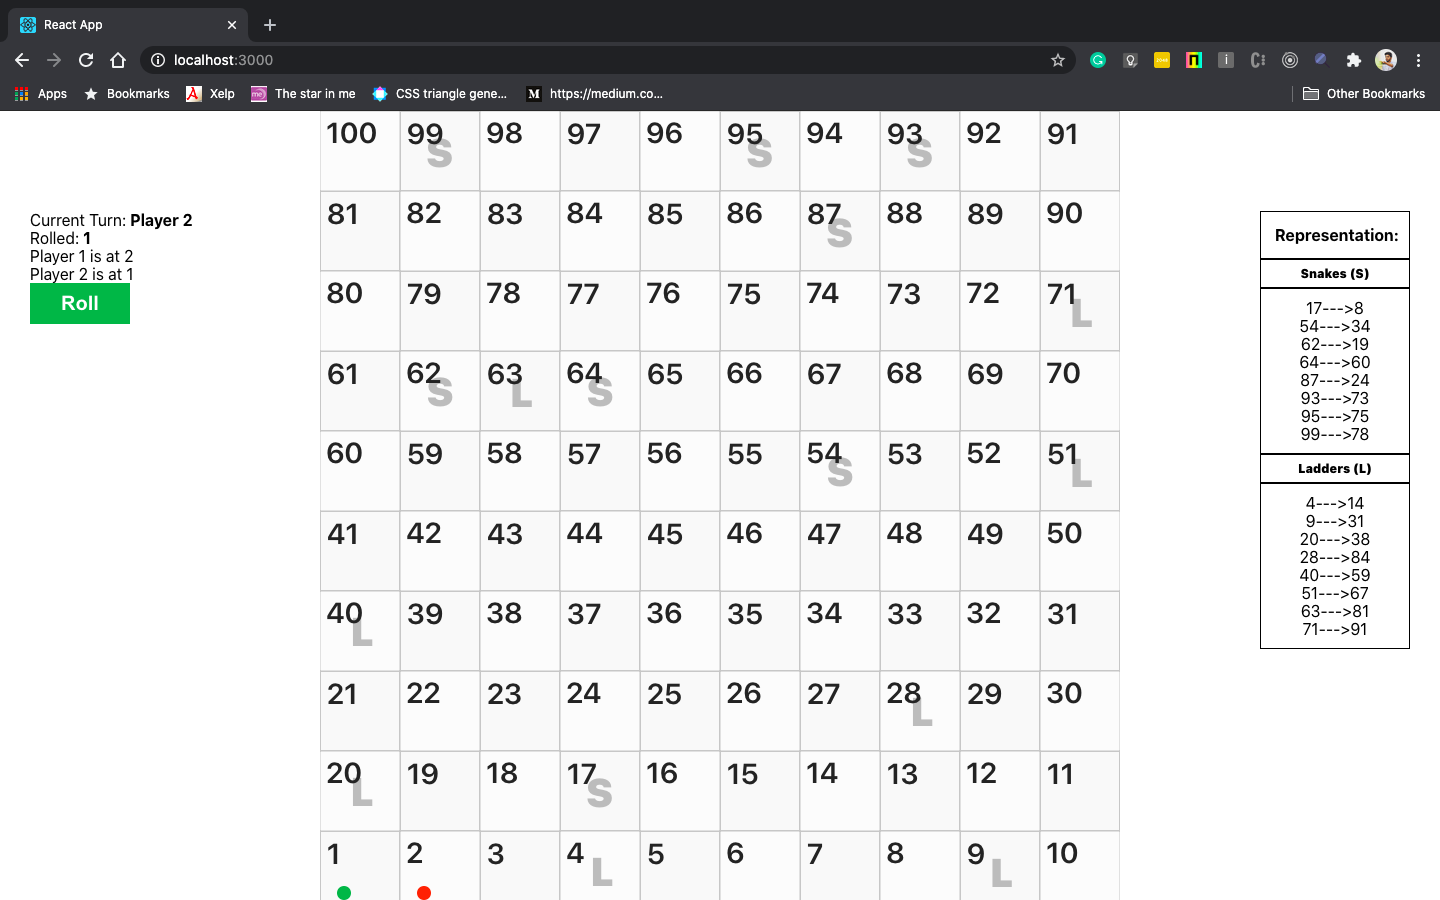 React App
localhost:3000
Apps Bookmarks Xelp The star in me CSS triangle gene... M https://medium.co... Other Bookmarks
100 99 98 97 96 95 94 93 92 91
S S S
81 82 83 84 85 86 87 88 89 90
S
80 79 78 77 76 75 74 73 72 71
L
61 62 63 64 65 66 67 68 69 70
S L S
60 59 58 57 56 55 54 53 52 51
S L
41 42 43 44 45 46 47 48 49 50
40 39 38 37 36 35 34 33 32 31
L
21 22 23 24 25 26 27 28 29 30
L
20 19 18 17 16 15 14 13 12 11
L S
1 2 3 4 5 6 7 8 9 10
L L
Current Turn: Player 2
Rolled: 1
Player 1 is at 2
Player 2 is at 1
Roll
Representation:
Snakes (S)
17--->8
54--->34
62--->19
64--->60
87--->24
93--->73
95--->75
99--->78
Ladders (L)
4--->14
9--->31
20--->38
28--->84
40--->59
51--->67
63--->81
71--->91